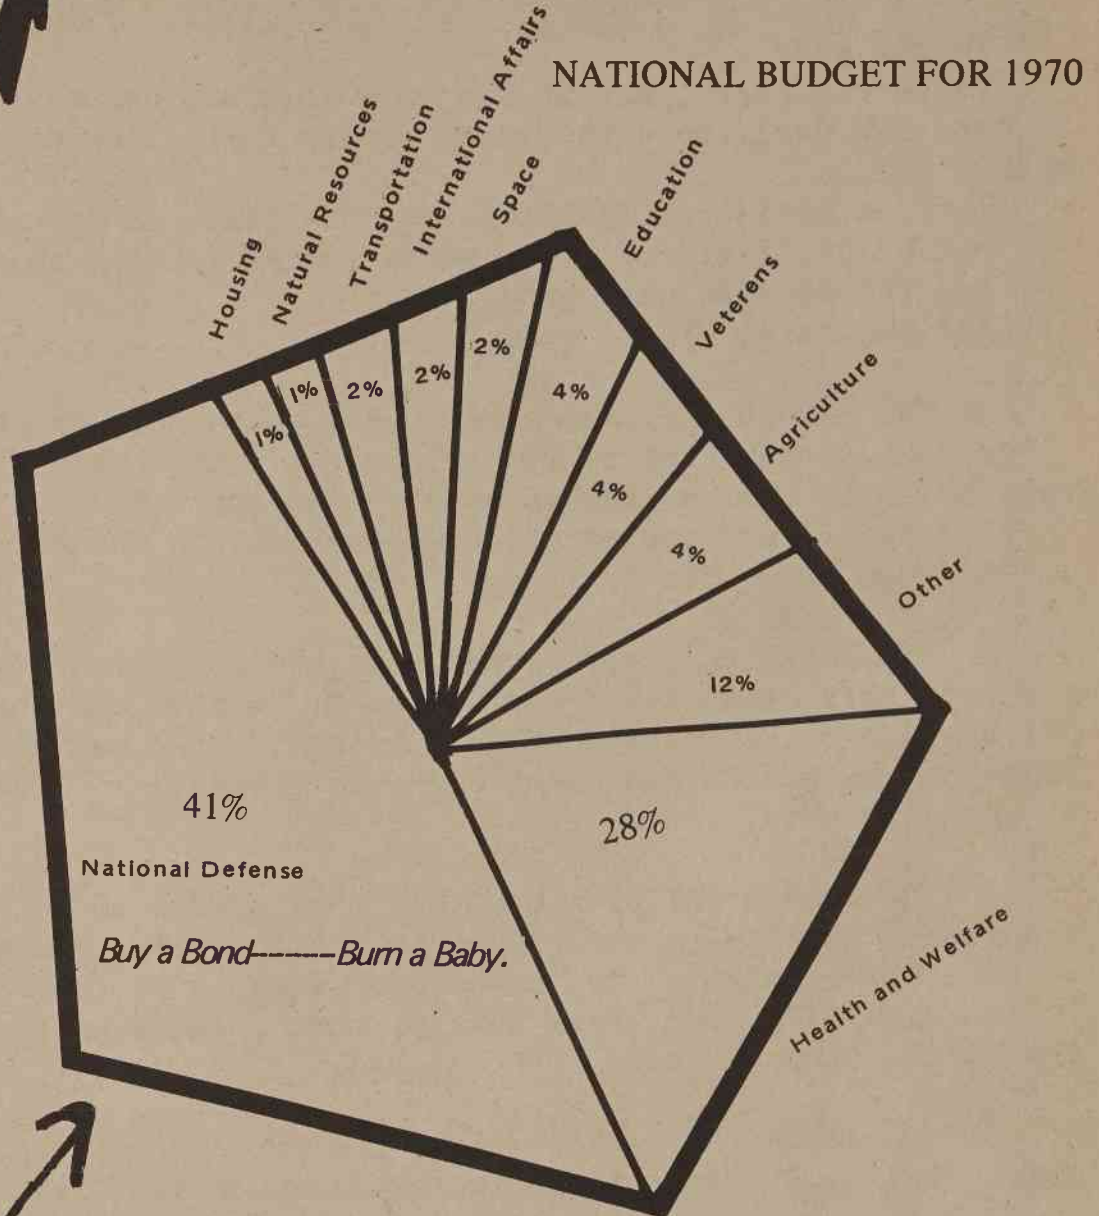 NATIONAL BUDGET FOR 1970
Housing
Natural Resources
Transportation
International Affairs
Space
Education
Veterens
Agriculture
Other
Health and Welfare
1%
1%
2%
2%
2%
4%
4%
4%
12%
28%
41%
National Defense
Buy a Bond-------Burn a Baby.